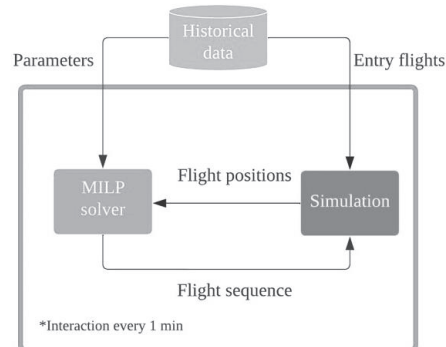 Historical
data
Parameters
Entry flights
MILP
solver
Flight positions
Simulation
Flight sequence
*Interaction every 1 min